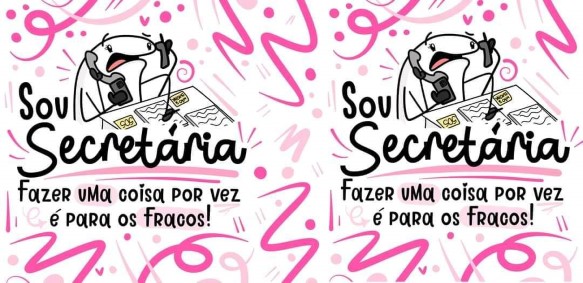 Sou
Secretária
Fazer uma coisa por vez
é para os Fracos!
Sou
Secretária
Fazer uma coisa por vez
é para os Fracos!